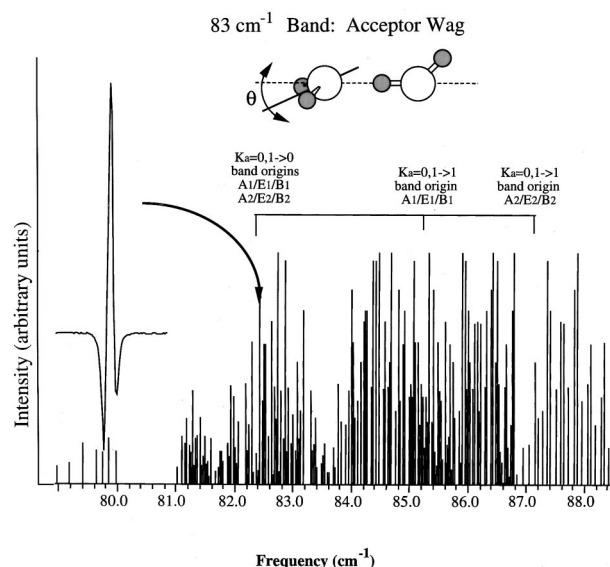 83 cm⁻¹ Band: Acceptor Wag
θ
Ka=0,1->0
band origins
A1/E1/B1
A2/E2/B2
Ka=0,1->1
band origin
A1/E1/B1
Ka=0,1->1
band origin
A2/E2/B2
Intensity (arbitrary units)
80.0 81.0 82.0 83.0 84.0 85.0 86.0 87.0 88.0
Frequency (cm⁻¹)